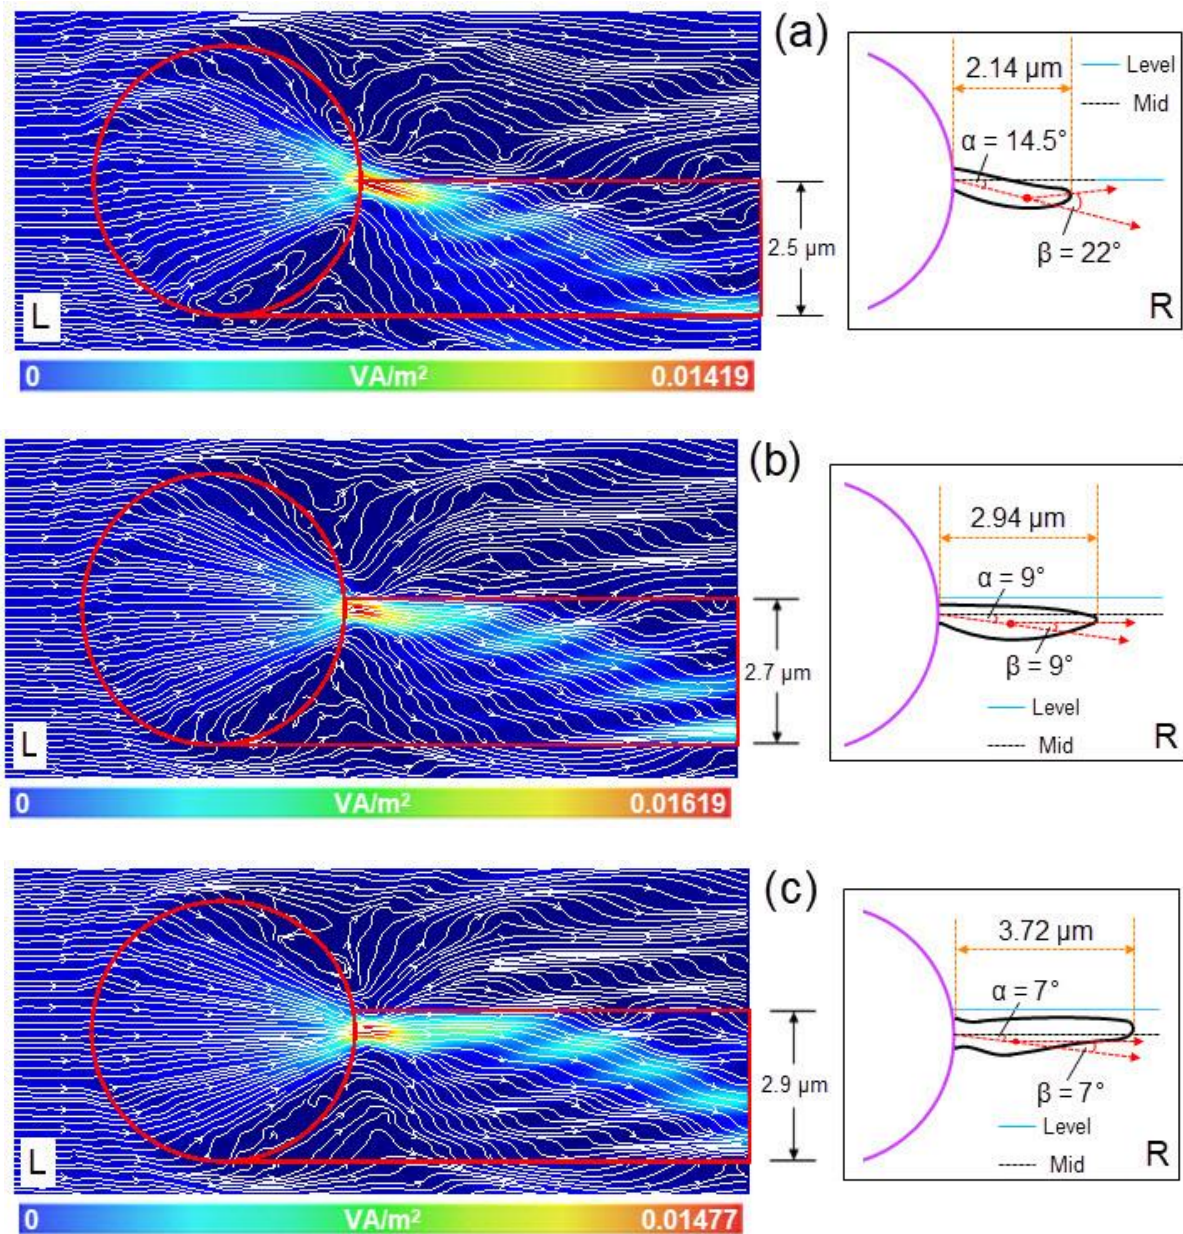 (a)
2.5 μm
L
0 VA/m² 0.01419
2.14 μm
Level
Mid
α = 14.5°
β = 22°
R
(b)
2.7 μm
L
0 VA/m² 0.01619
2.94 μm
α = 9°
β = 9°
Level
Mid
R
(c)
2.9 μm
L
0 VA/m² 0.01477
3.72 μm
α = 7°
β = 7°
Level
Mid
R